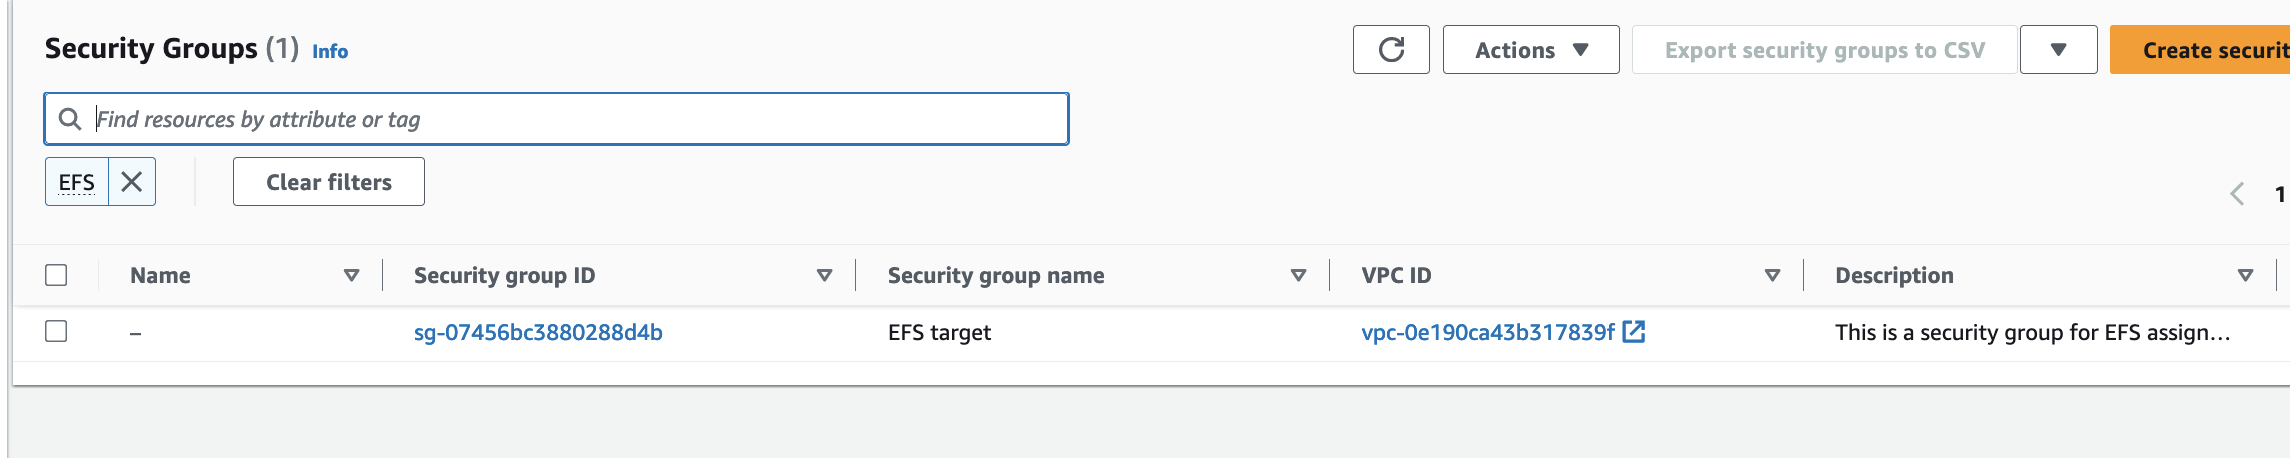 Security Groups (1) Info
Actions
Export security groups to CSV
Create securit
Find resources by attribute or tag
EFS
Clear filters
1
Name Security group ID Security group name VPC ID Description
– sg-07456bc3880288d4b EFS target vpc-0e190ca43b317839f This is a security group for EFS assign...